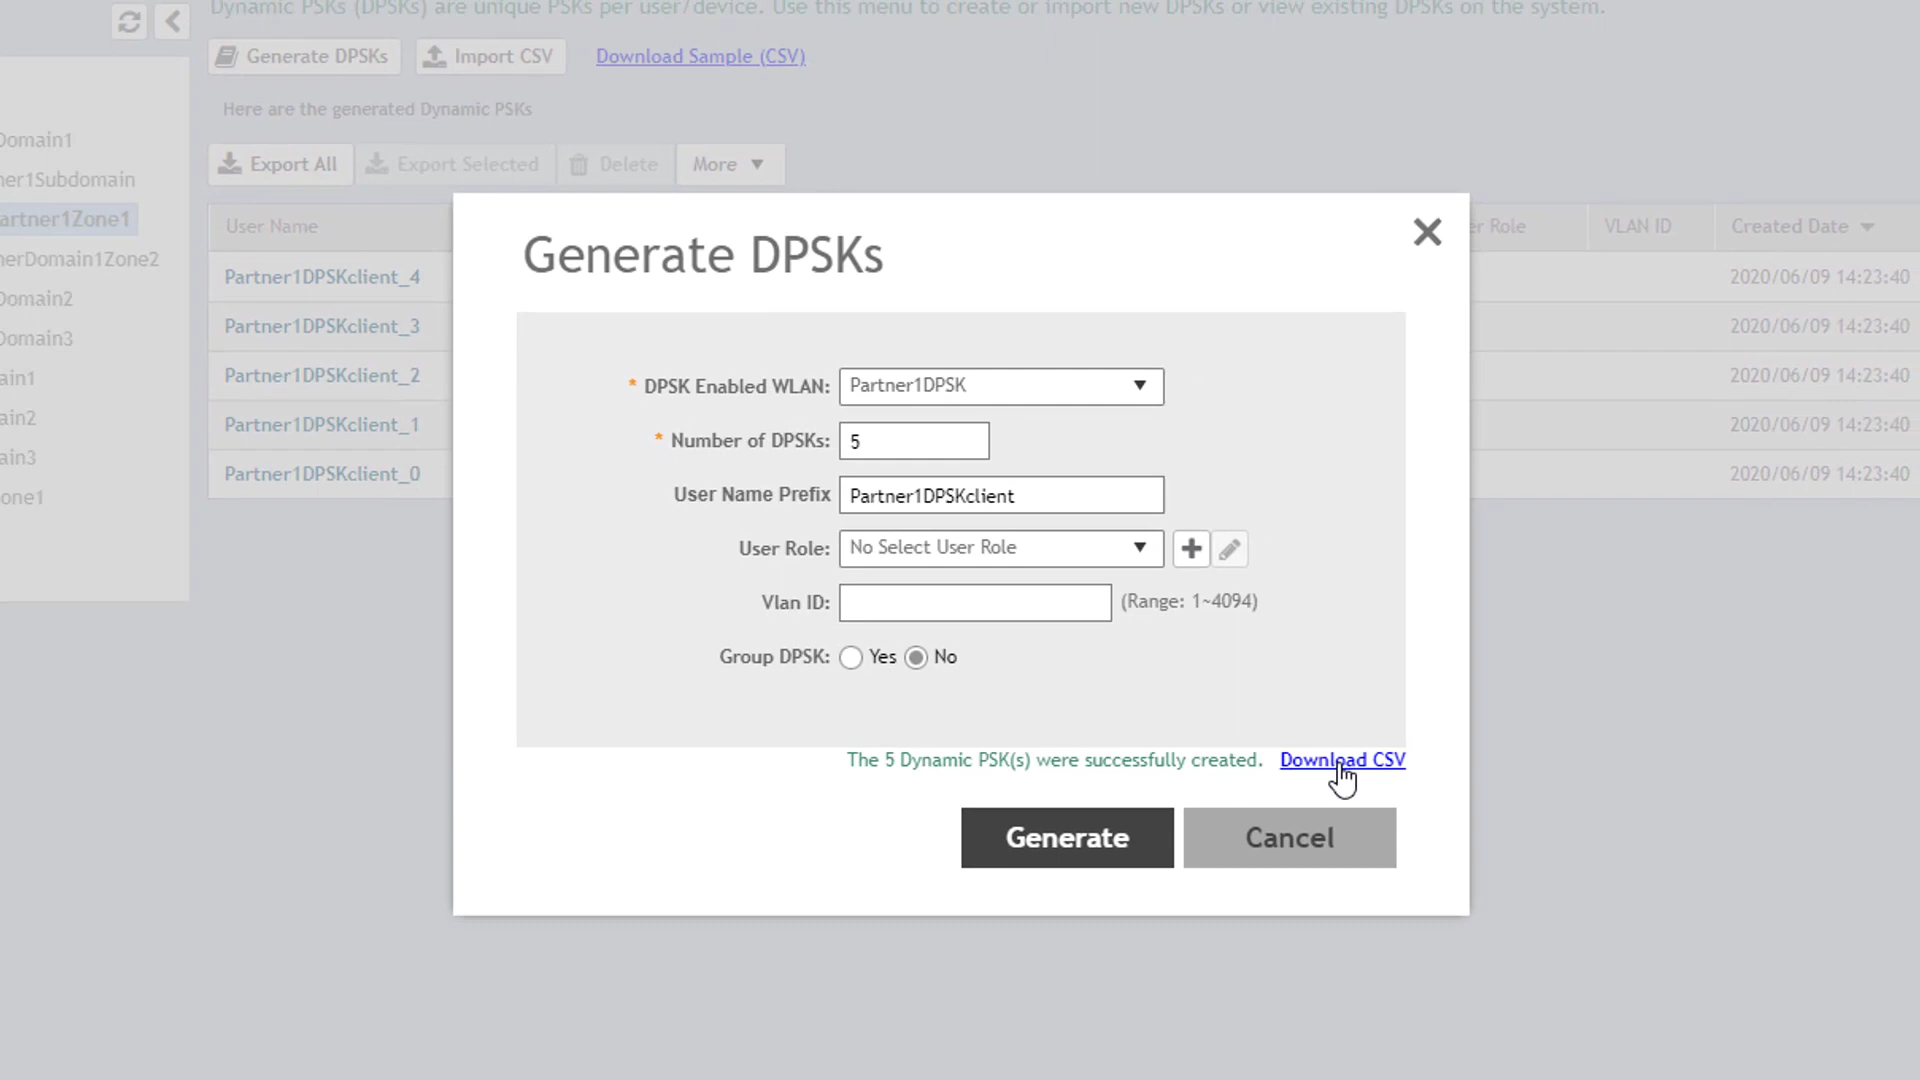 Dynamic PSKs (DPSKs) are unique PSKs per user/device. Use this menu to create or import new DPSKs or view existing DPSKs on the system.
Generate DPSKs Import CSV Download Sample (CSV)
Here are the generated Dynamic PSKs
Export All Export Selected Delete More
Domain1
ner1Subdomain
artner1Zone1
nerDomain1Zone2
Domain2
Domain3
ain1
ain2
ain3
one1
User Name er Role VLAN ID Created Date
Partner1DPSKclient_4 2020/06/09 14:23:40
Partner1DPSKclient_3 2020/06/09 14:23:40
Partner1DPSKclient_2 2020/06/09 14:23:40
Partner1DPSKclient_1 2020/06/09 14:23:40
Partner1DPSKclient_0 2020/06/09 14:23:40
Generate DPSKs
* DPSK Enabled WLAN: Partner1DPSK
* Number of DPSKs: 5
User Name Prefix Partner1DPSKclient
User Role: No Select User Role
Vlan ID: (Range: 1~4094)
Group DPSK: Yes No
The 5 Dynamic PSK(s) were successfully created. Download CSV
Generate Cancel